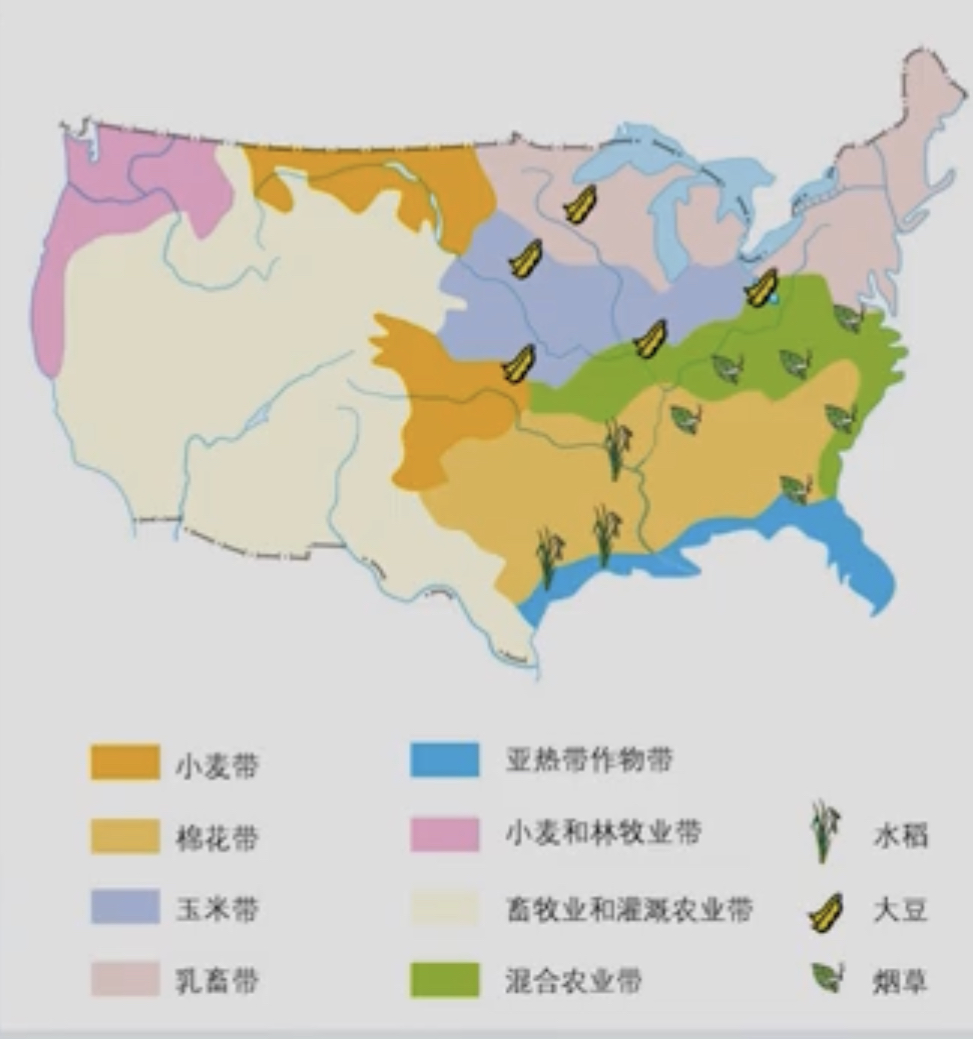 小麦带
亚热带作物带
棉花带
小麦和林牧业带
水稻
玉米带
畜牧业和灌溉农业带
大豆
乳畜带
混合农业带
烟草